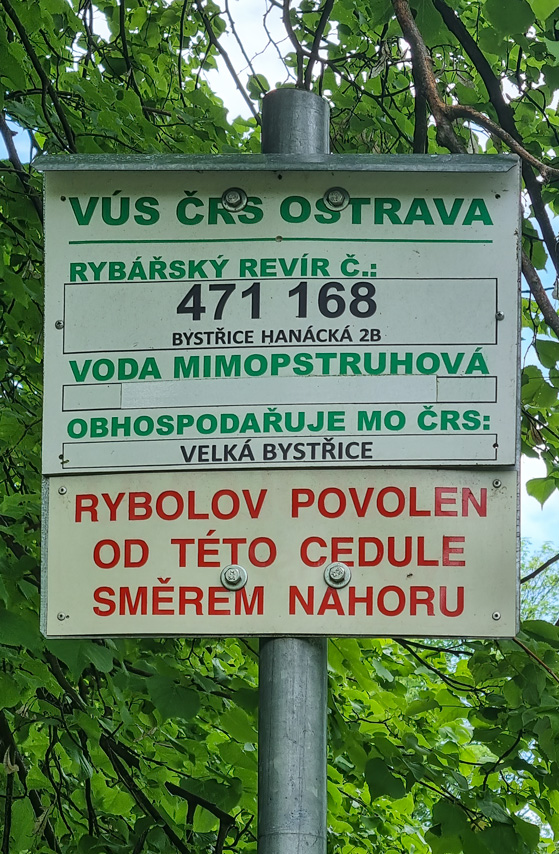 VÚS ČRS OSTRAVA
RYBÁŘSKÝ REVÍR Č.:
471 168
BYSTŘICE HANÁCKÁ 2B
VODA MIMOPSTRUHOVÁ
OBHOSPODAŘUJE MO ČRS:
VELKÁ BYSTŘICE
RYBOLOV POVOLEN
OD TÉTO CEDULE
SMĚREM NAHORU